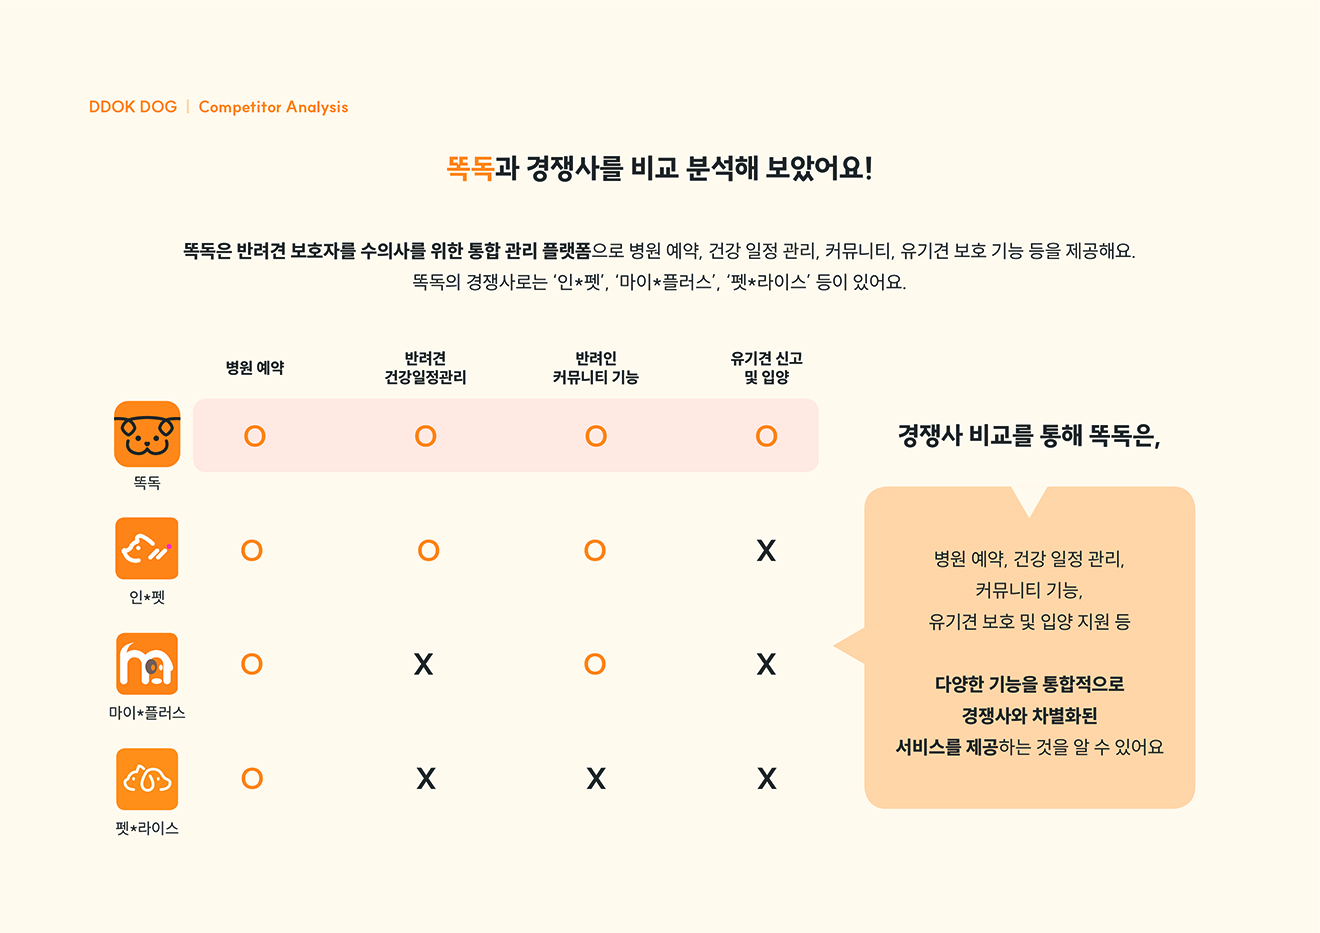 DDOK DOG | Competitor Analysis
똑독과 경쟁사를 비교 분석해 보았어요!
똑독은 반려견 보호자를 수의사를 위한 통합 관리 플랫폼으로 병원 예약, 건강 일정 관리, 커뮤니티, 유기견 보호 기능 등을 제공해요.
똑독의 경쟁사로는 ‘인*펫’, ‘마이*플러스’, ‘펫*라이스’ 등이 있어요.
병원 예약
반려견
건강일정관리
반려인
커뮤니티 기능
유기견 신고
및 입양
O O O O
똑독
O O O X
인*펫
O X O X
마이*플러스
O X X X
펫*라이스
경쟁사 비교를 통해 똑독은,
병원 예약, 건강 일정 관리,
커뮤니티 기능,
유기견 보호 및 입양 지원 등
다양한 기능을 통합적으로
경쟁사와 차별화된
서비스를 제공하는 것을 알 수 있어요